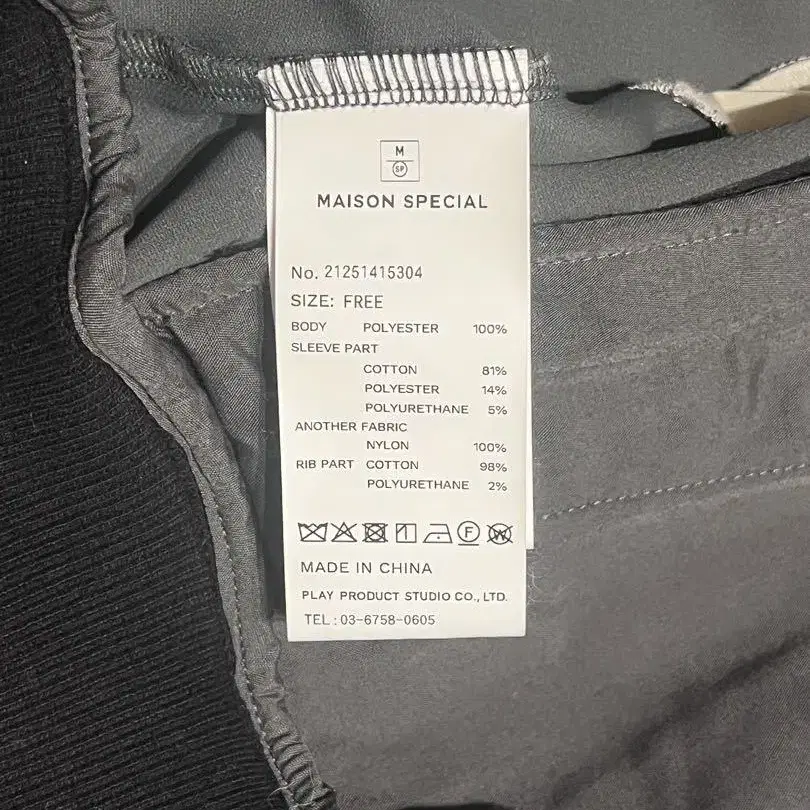 M
SP
MAISON SPECIAL
No. 21251415304
SIZE: FREE
BODY POLYESTER 100%
SLEEVE PART
COTTON 81%
POLYESTER 14%
POLYURETHANE 5%
ANOTHER FABRIC
NYLON 100%
RIB PART COTTON 98%
POLYURETHANE 2%
F W
MADE IN CHINA
PLAY PRODUCT STUDIO CO., LTD.
TEL : 03-6758-0605